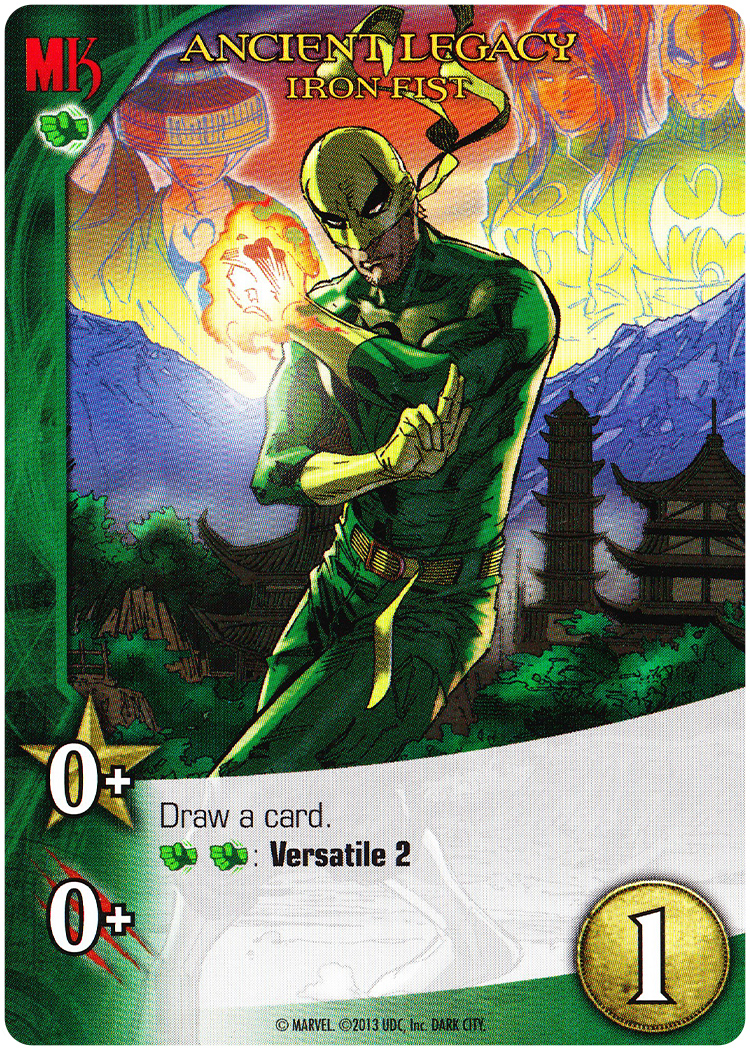 MK
ANCIENT LEGACY
IRON FIST
0+
Draw a card.
: Versatile 2
0+
1
© MARVEL. ©2013 UDC, Inc. DARK CITY.